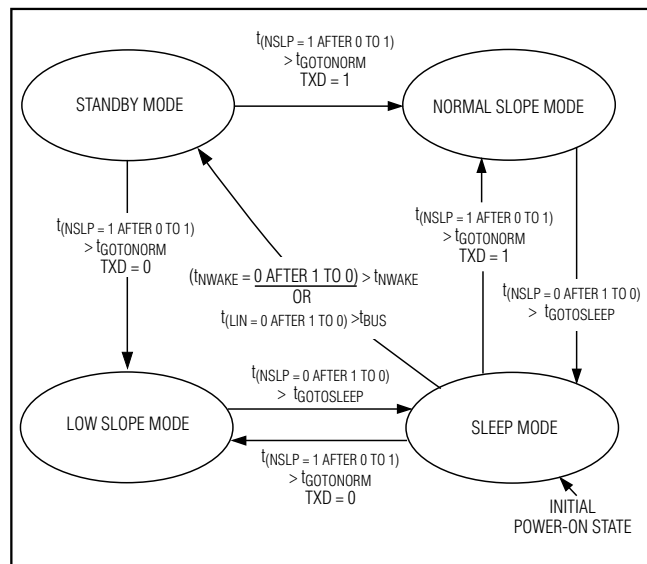 t(NSLP = 1 AFTER 0 TO 1)
> tGOTONORM
TXD = 1
STANDBY MODE
NORMAL SLOPE MODE
t(NSLP = 1 AFTER 0 TO 1)
> tGOTONORM
TXD = 0
t(NSLP = 1 AFTER 0 TO 1)
> tGOTONORM
TXD = 1
(tNWAKE = 0 AFTER 1 TO 0) > tNWAKE
OR
t(LIN = 0 AFTER 1 TO 0) >tBUS
t(NSLP = 0 AFTER 1 TO 0)
> tGOTOSLEEP
t(NSLP = 0 AFTER 1 TO 0)
> tGOTOSLEEP
LOW SLOPE MODE
SLEEP MODE
t(NSLP = 1 AFTER 0 TO 1)
> tGOTONORM
TXD = 0
INITIAL
POWER-ON STATE